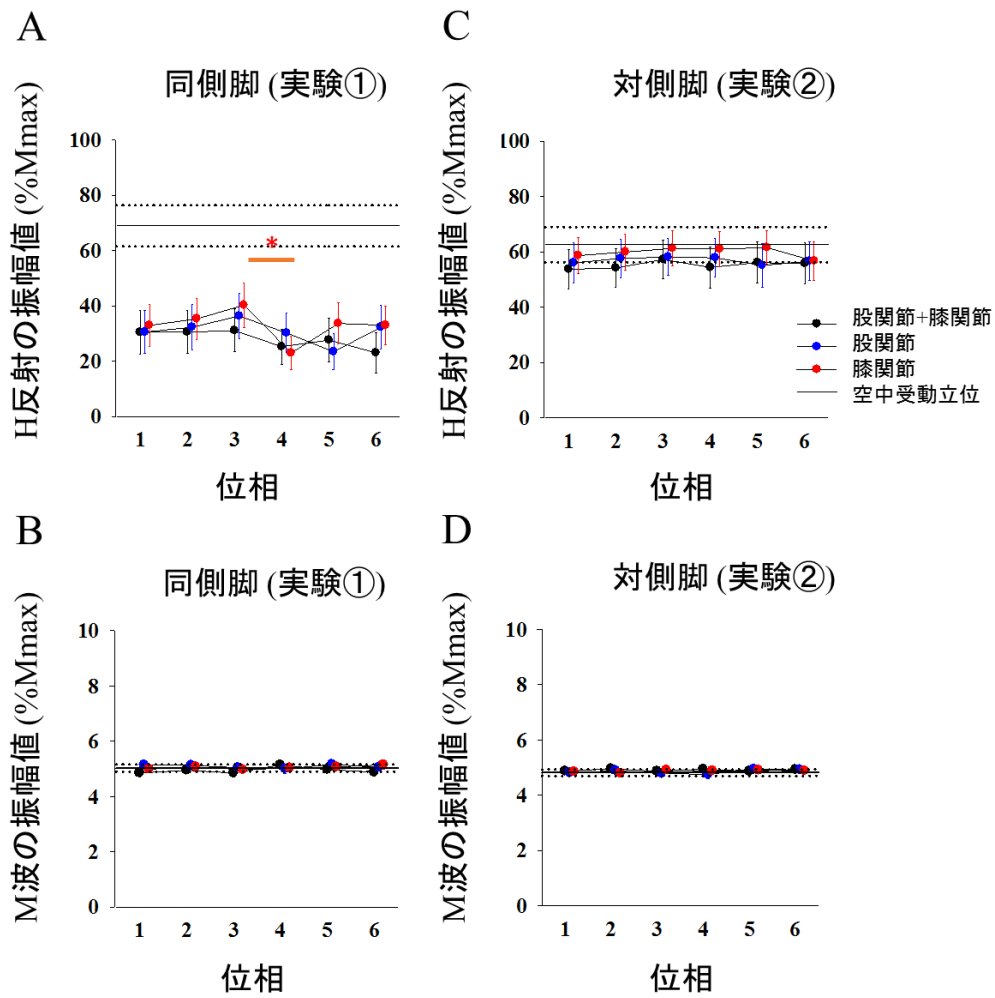 A
同側脚 (実験①)
H反射の振幅値 (%Mmax)
100
80
60
40
20
0
*
1 2 3 4 5 6
位相
C
対側脚 (実験②)
H反射の振幅値 (%Mmax)
100
80
60
40
20
0
1 2 3 4 5 6
位相
股関節+膝関節
股関節
膝関節
空中受動立位
B
同側脚 (実験①)
M波の振幅値 (%Mmax)
10
8
6
4
2
0
1 2 3 4 5 6
位相
D
対側脚 (実験②)
M波の振幅値 (%Mmax)
10
8
6
4
2
0
1 2 3 4 5 6
位相